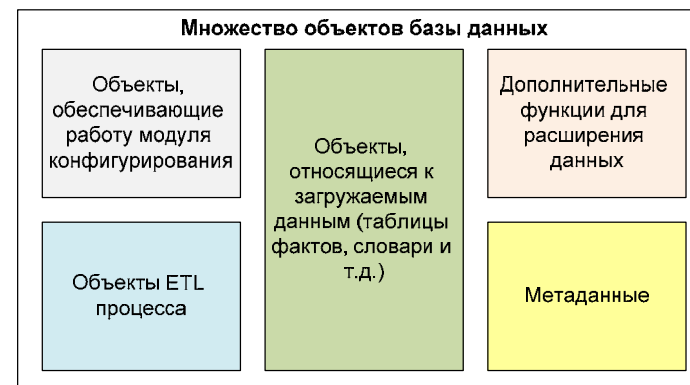 Множество объектов базы данных
Объекты,
обеспечивающие
работу модуля
конфигурирования
Объекты ETL
процесса
Объекты,
относящиеся к
загружаемым
данным (таблицы
фактов, словари и
т.д.)
Дополнительные
функции для
расширения
данных
Метаданные